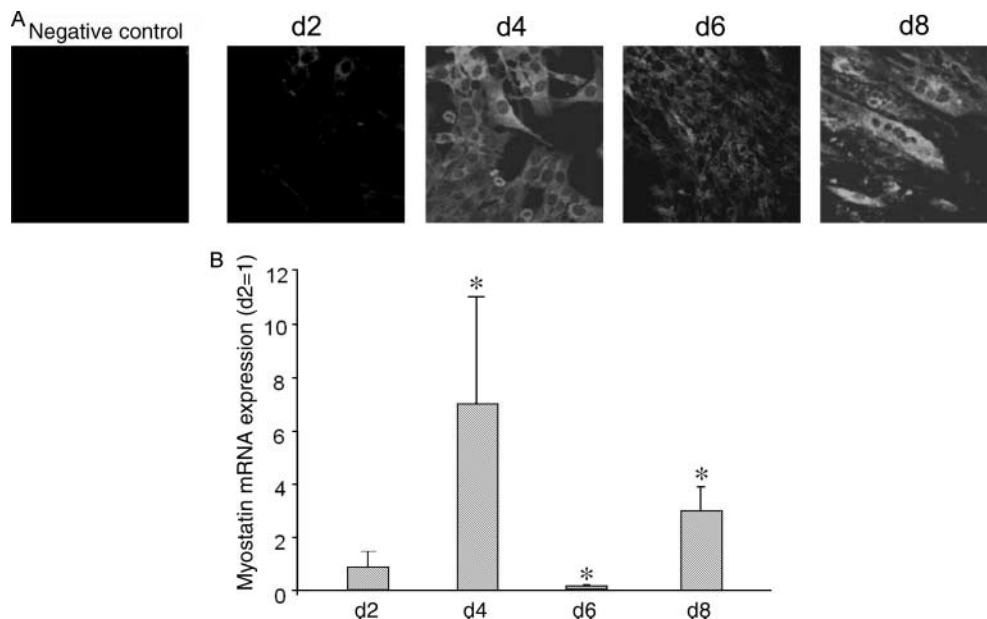 A
Negative control
d2
d4
d6
d8
B
Myostatin mRNA expression (d2=1)
12
10
8
6
4
2
0
*
*
*
d2
d4
d6
d8